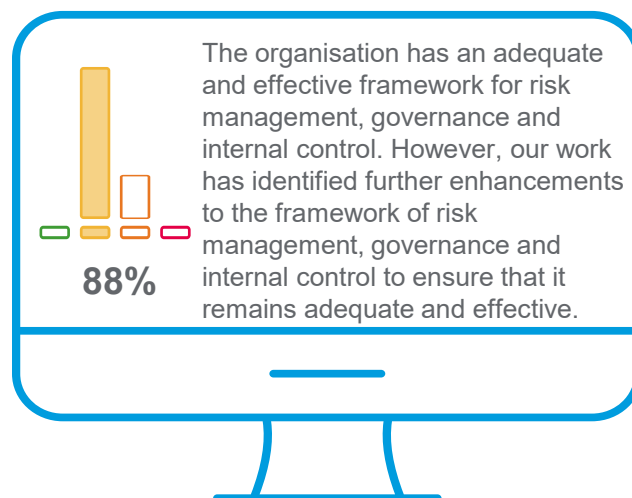 The organisation has an adequate
and effective framework for risk
management, governance and
internal control. However, our work
has identified further enhancements
to the framework of risk
management, governance and
internal control to ensure that it
remains adequate and effective.
88%